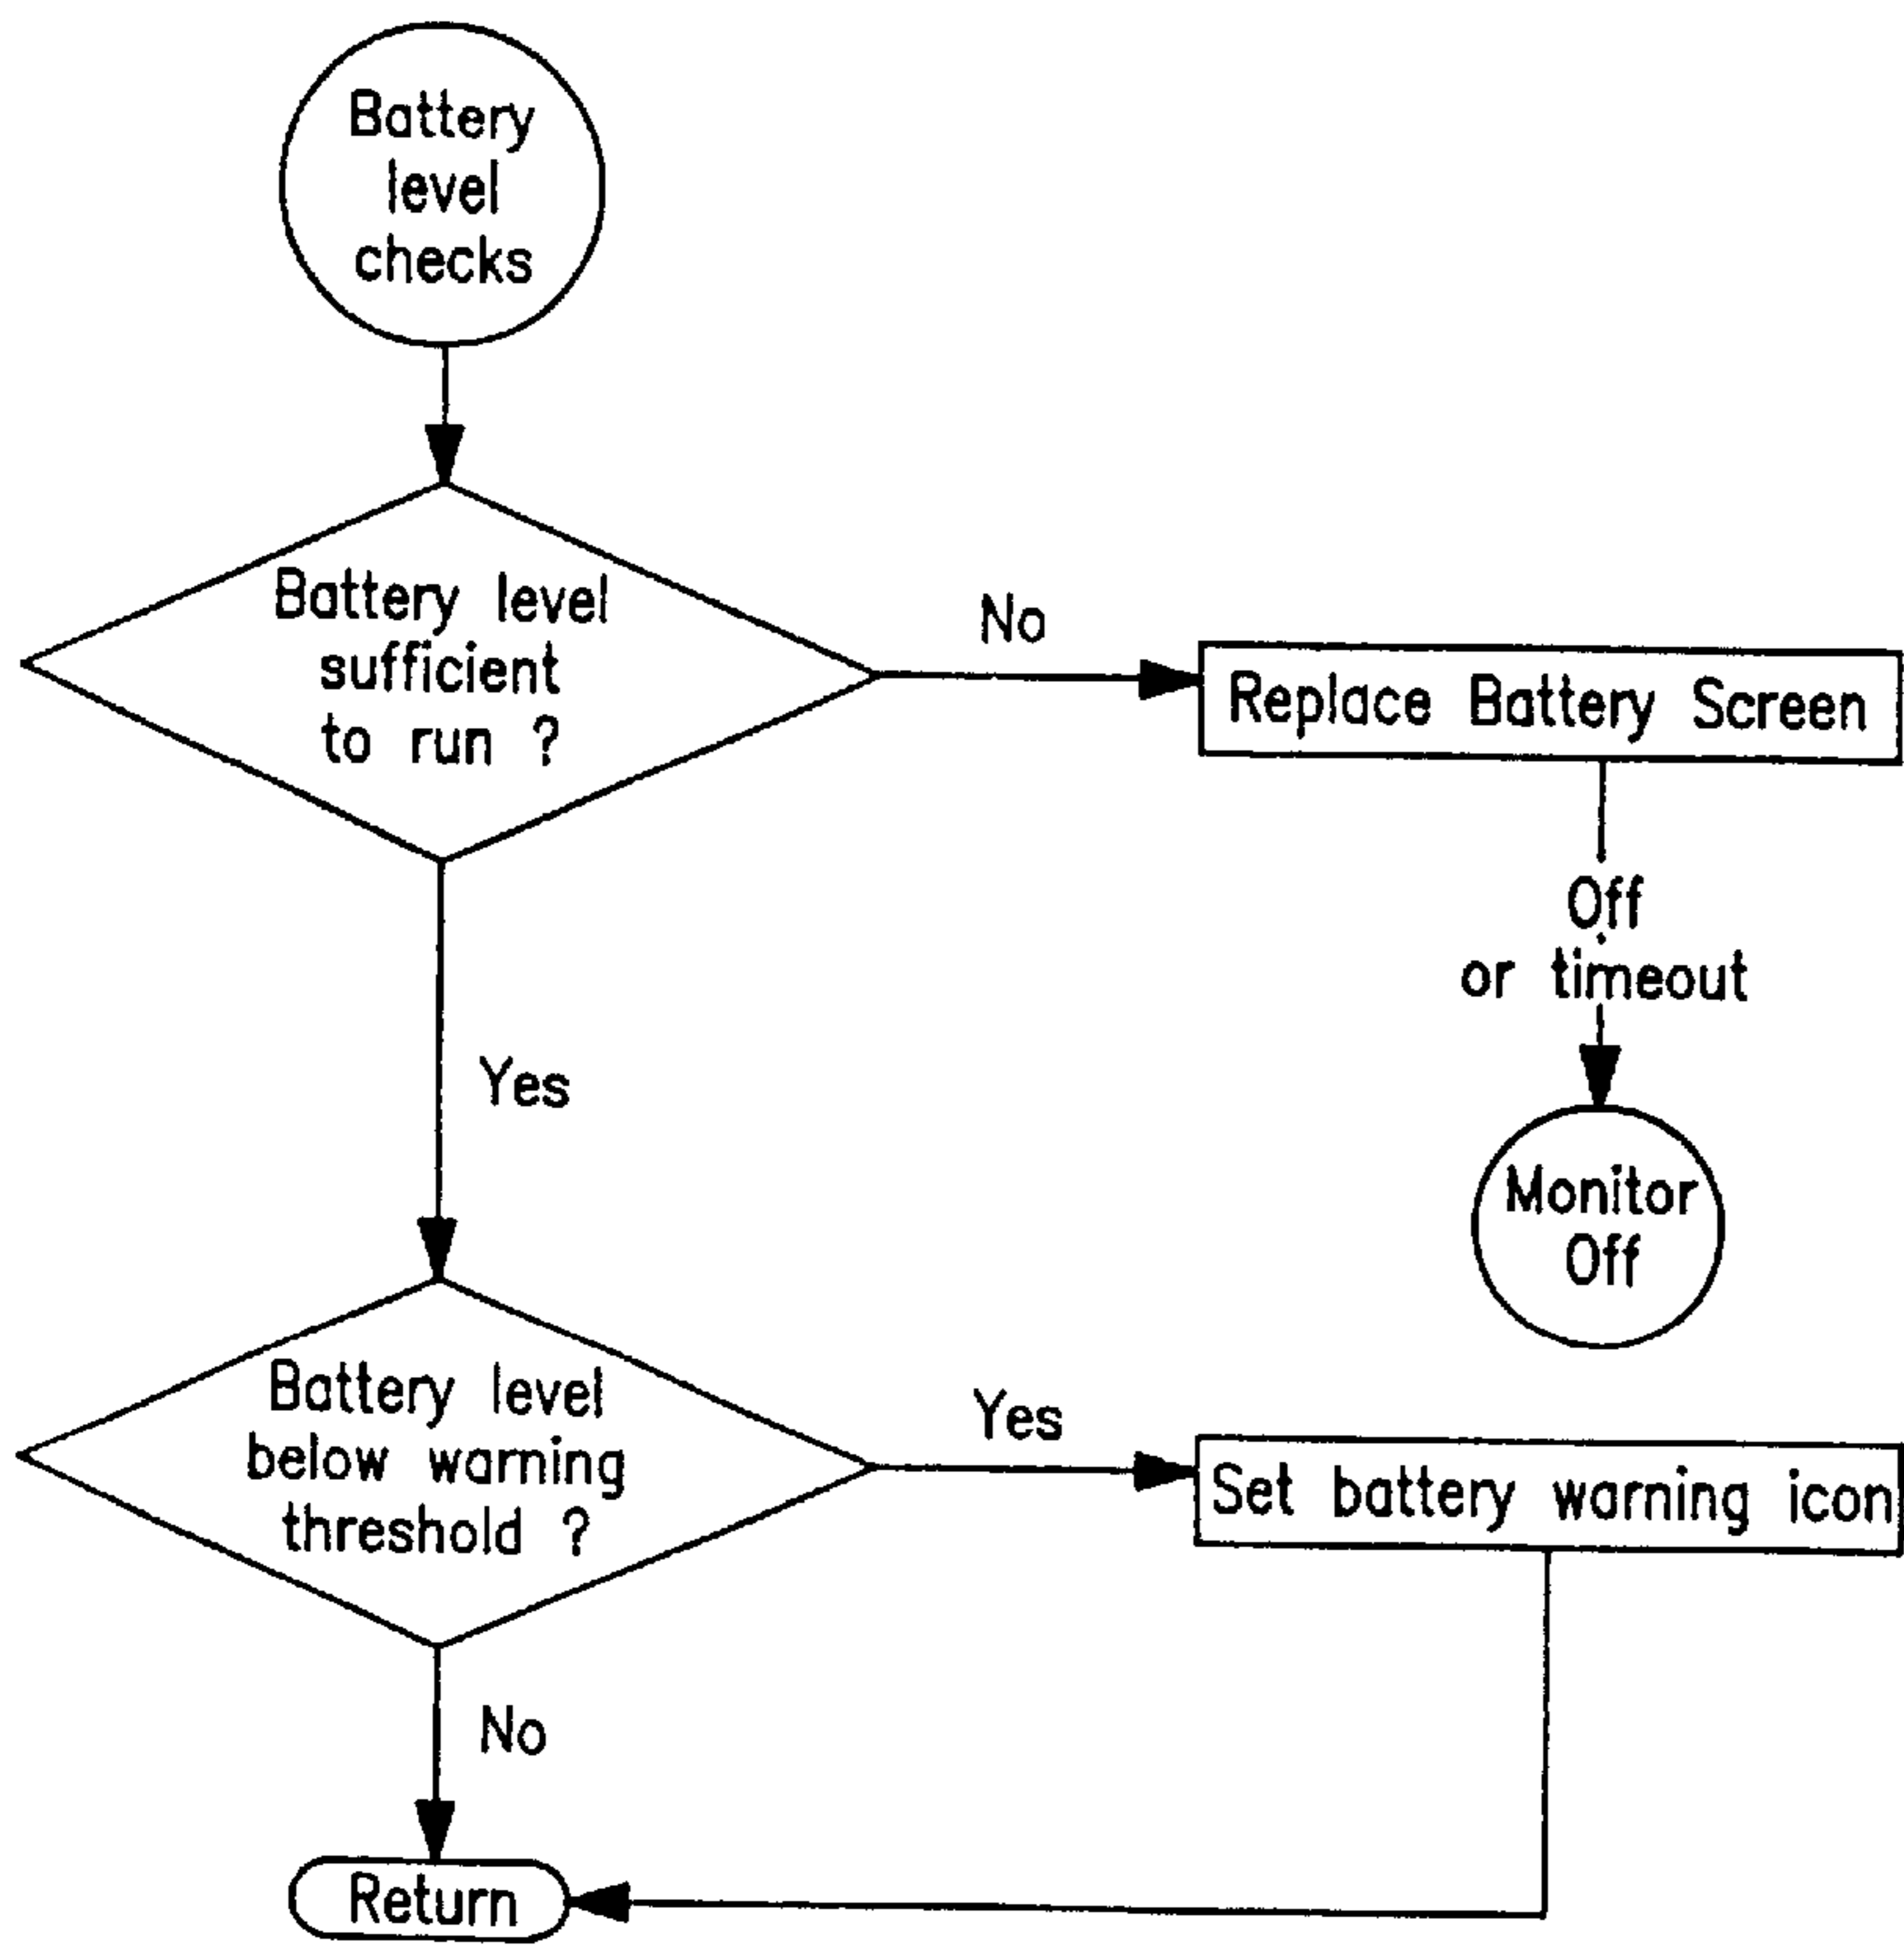 Battery
level
checks
Battery level
sufficient
to run ?
No
Replace Battery Screen
Off
or timeout
Yes
Monitor
Off
Battery level
below warning
threshold ?
Yes
Set battery warning icon
No
Return